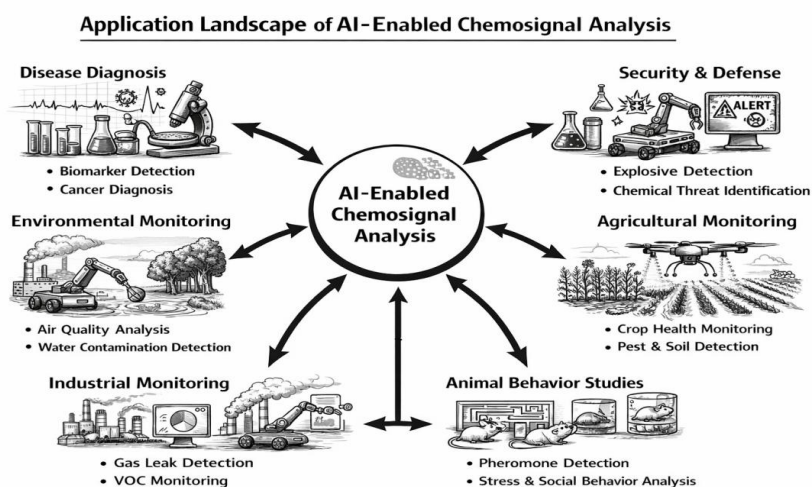 Application Landscape of AI-Enabled Chemosignal Analysis
Disease Diagnosis
• Biomarker Detection
• Cancer Diagnosis
Security & Defense
ALERT
• Explosive Detection
• Chemical Threat Identification
AI-Enabled
Chemosignal
Analysis
Environmental Monitoring
• Air Quality Analysis
• Water Contamination Detection
Agricultural Monitoring
• Crop Health Monitoring
• Pest & Soil Detection
Industrial Monitoring
• Gas Leak Detection
• VOC Monitoring
Animal Behavior Studies
• Pheromone Detection
• Stress & Social Behavior Analysis